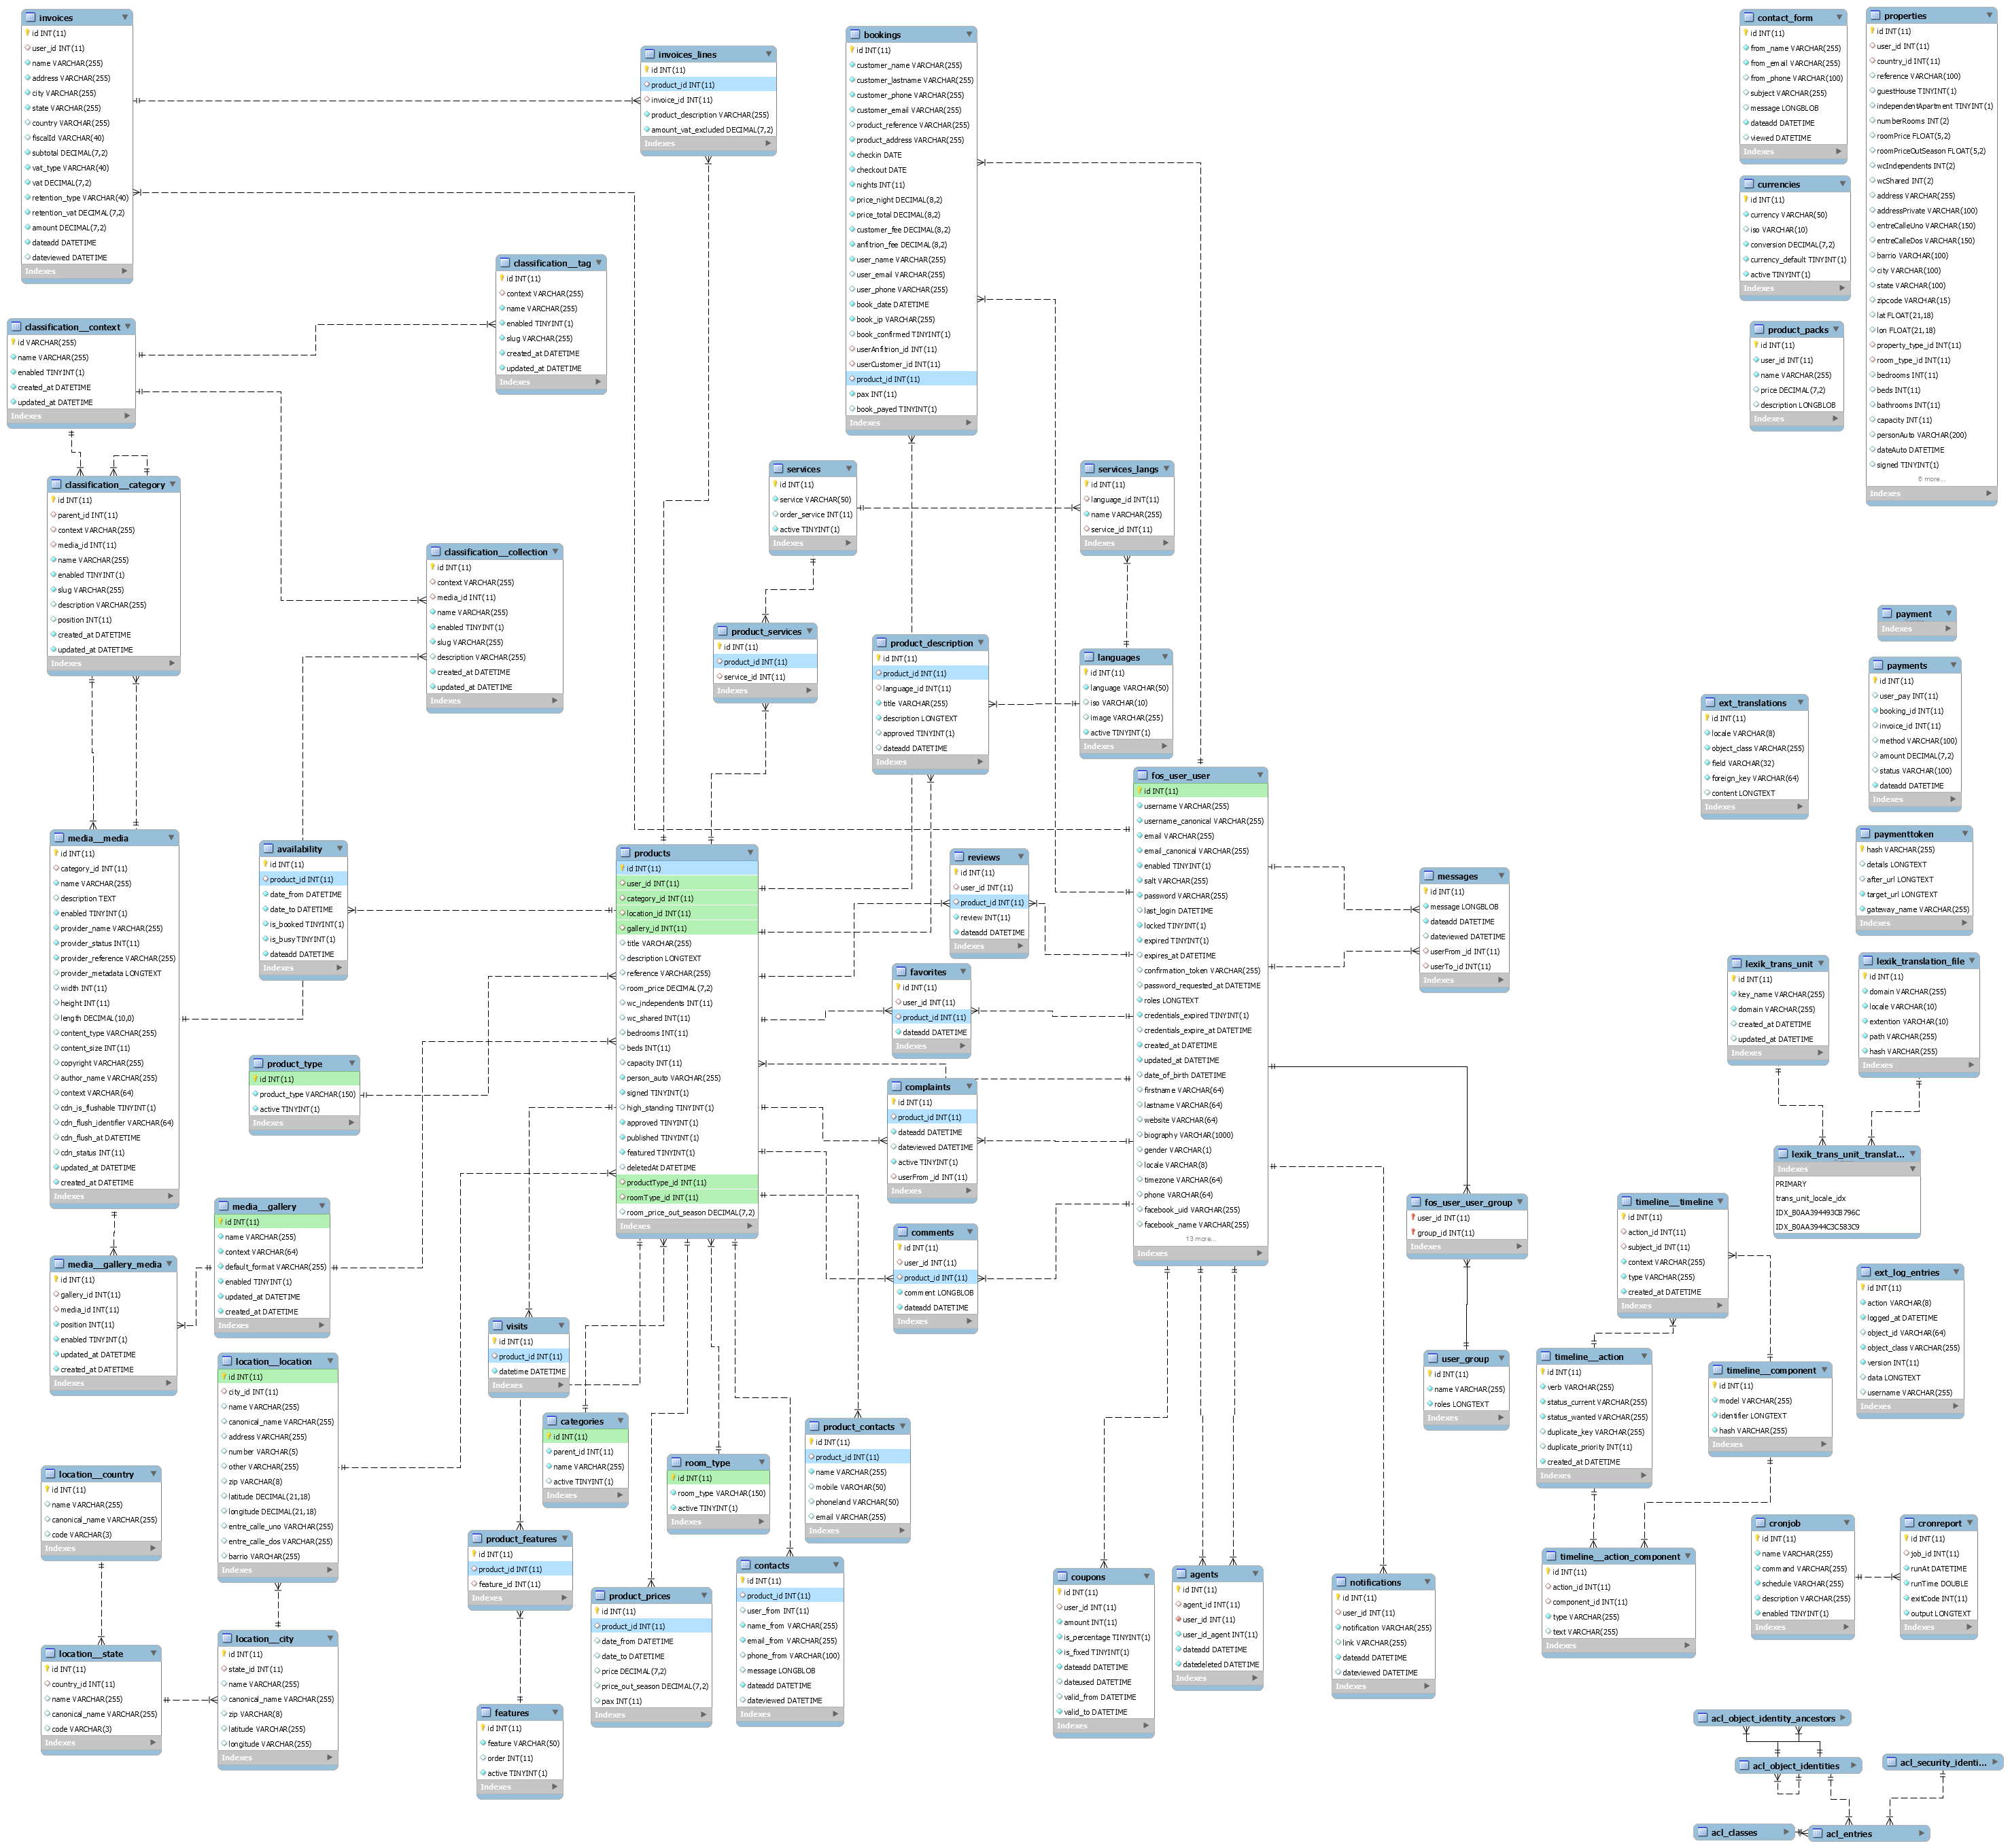 invoices
id INT(11)
user_id INT(11)
name VARCHAR(255)
address VARCHAR(255)
city VARCHAR(255)
state VARCHAR(255)
country VARCHAR(255)
fiscalId VARCHAR(40)
subtotal DECIMAL(7,2)
vat_type VARCHAR(40)
vat DECIMAL(7,2)
retention_type VARCHAR(40)
retention_vat DECIMAL(7,2)
amount DECIMAL(7,2)
dateadd DATETIME
dateviewed DATETIME
Indexes
invoices_lines
id INT(11)
product_id INT(11)
invoice_id INT(11)
product_description VARCHAR(255)
amount_vat_excluded DECIMAL(7,2)
Indexes
bookings
id INT(11)
customer_name VARCHAR(255)
customer_lastname VARCHAR(255)
customer_phone VARCHAR(255)
customer_email VARCHAR(255)
product_reference VARCHAR(255)
product_address VARCHAR(255)
checkin DATE
checkout DATE
nights INT(11)
price_night DECIMAL(8,2)
price_total DECIMAL(8,2)
customer_fee DECIMAL(8,2)
anfitrion_fee DECIMAL(8,2)
user_name VARCHAR(255)
user_email VARCHAR(255)
user_phone VARCHAR(255)
book_date DATETIME
book_ip VARCHAR(255)
book_confirmed TINYINT(1)
userAnfitrion_id INT(11)
userCustomer_id INT(11)
product_id INT(11)
pax INT(11)
book_payed TINYINT(1)
Indexes
contact_form
id INT(11)
from_name VARCHAR(255)
from_email VARCHAR(255)
from_phone VARCHAR(100)
subject VARCHAR(255)
message LONGBLOB
dateadd DATETIME
viewed DATETIME
Indexes
properties
id INT(11)
user_id INT(11)
country_id INT(11)
reference VARCHAR(100)
guestHouse TINYINT(1)
independentApartment TINYINT(1)
numberRooms INT(2)
roomPrice FLOAT(5,2)
roomPriceOutSeason FLOAT(5,2)
wcIndependents INT(2)
wcShared INT(2)
address VARCHAR(255)
addressPrivate VARCHAR(100)
entreCalleUno VARCHAR(150)
entreCalleDos VARCHAR(150)
barrio VARCHAR(100)
city VARCHAR(100)
state VARCHAR(100)
zipcode VARCHAR(15)
lat FLOAT(21,18)
lon FLOAT(21,18)
property_type_id INT(11)
room_type_id INT(11)
bedrooms INT(11)
beds INT(11)
bathrooms INT(11)
capacity INT(11)
personAuto VARCHAR(200)
dateAuto DATETIME
signed TINYINT(1)
6 more...
Indexes
currencies
id INT(11)
currency VARCHAR(50)
iso VARCHAR(10)
conversion DECIMAL(7,2)
currency_default TINYINT(1)
active TINYINT(1)
Indexes
product_packs
id INT(11)
user_id INT(11)
name VARCHAR(255)
price DECIMAL(7,2)
description LONGBLOB
Indexes
classification__tag
id INT(11)
context VARCHAR(255)
name VARCHAR(255)
enabled TINYINT(1)
slug VARCHAR(255)
created_at DATETIME
updated_at DATETIME
Indexes
classification__context
id VARCHAR(255)
name VARCHAR(255)
enabled TINYINT(1)
created_at DATETIME
updated_at DATETIME
Indexes
classification__category
id INT(11)
parent_id INT(11)
context VARCHAR(255)
media_id INT(11)
name VARCHAR(255)
enabled TINYINT(1)
slug VARCHAR(255)
description VARCHAR(255)
position INT(11)
created_at DATETIME
updated_at DATETIME
Indexes
classification__collection
id INT(11)
context VARCHAR(255)
media_id INT(11)
name VARCHAR(255)
enabled TINYINT(1)
slug VARCHAR(255)
description VARCHAR(255)
created_at DATETIME
updated_at DATETIME
Indexes
services
id INT(11)
service VARCHAR(50)
order_service INT(11)
active TINYINT(1)
Indexes
services_langs
id INT(11)
language_id INT(11)
name VARCHAR(255)
service_id INT(11)
Indexes
product_services
id INT(11)
product_id INT(11)
service_id INT(11)
Indexes
product_description
id INT(11)
product_id INT(11)
language_id INT(11)
title VARCHAR(255)
description LONGTEXT
approved TINYINT(1)
dateadd DATETIME
Indexes
languages
id INT(11)
language VARCHAR(50)
iso VARCHAR(10)
image VARCHAR(255)
active TINYINT(1)
Indexes
payment
Indexes
payments
id INT(11)
user_pay INT(11)
booking_id INT(11)
invoice_id INT(11)
method VARCHAR(100)
amount DECIMAL(7,2)
status VARCHAR(100)
dateadd DATETIME
Indexes
ext_translations
id INT(11)
locale VARCHAR(8)
object_class VARCHAR(255)
field VARCHAR(32)
foreign_key VARCHAR(64)
content LONGTEXT
Indexes
paymenttoken
hash VARCHAR(255)
details LONGTEXT
after_url LONGTEXT
target_url LONGTEXT
gateway_name VARCHAR(255)
Indexes
media__media
id INT(11)
category_id INT(11)
name VARCHAR(255)
description TEXT
enabled TINYINT(1)
provider_name VARCHAR(255)
provider_status INT(11)
provider_reference VARCHAR(255)
provider_metadata LONGTEXT
width INT(11)
height INT(11)
length DECIMAL(10,0)
content_type VARCHAR(255)
content_size INT(11)
copyright VARCHAR(255)
author_name VARCHAR(255)
context VARCHAR(64)
cdn_is_flushable TINYINT(1)
cdn_flush_identifier VARCHAR(64)
cdn_flush_at DATETIME
cdn_status INT(11)
updated_at DATETIME
created_at DATETIME
Indexes
availability
id INT(11)
product_id INT(11)
date_from DATETIME
date_to DATETIME
is_booked TINYINT(1)
is_busy TINYINT(1)
dateadd DATETIME
Indexes
products
id INT(11)
user_id INT(11)
category_id INT(11)
location_id INT(11)
gallery_id INT(11)
title VARCHAR(255)
description LONGTEXT
reference VARCHAR(255)
room_price DECIMAL(7,2)
wc_independents INT(11)
wc_shared INT(11)
bedrooms INT(11)
beds INT(11)
capacity INT(11)
person_auto VARCHAR(255)
signed TINYINT(1)
high_standing TINYINT(1)
approved TINYINT(1)
published TINYINT(1)
featured TINYINT(1)
deletedAt DATETIME
productType_id INT(11)
roomType_id INT(11)
room_price_out_season DECIMAL(7,2)
Indexes
reviews
id INT(11)
user_id INT(11)
product_id INT(11)
review INT(11)
dateadd DATETIME
Indexes
favorites
id INT(11)
user_id INT(11)
product_id INT(11)
dateadd DATETIME
Indexes
complaints
id INT(11)
product_id INT(11)
dateadd DATETIME
dateviewed DATETIME
active TINYINT(1)
userFrom_id INT(11)
Indexes
comments
id INT(11)
user_id INT(11)
product_id INT(11)
comment LONGBLOB
dateadd DATETIME
Indexes
fos_user_user
id INT(11)
username VARCHAR(255)
username_canonical VARCHAR(255)
email VARCHAR(255)
email_canonical VARCHAR(255)
enabled TINYINT(1)
salt VARCHAR(255)
password VARCHAR(255)
last_login DATETIME
locked TINYINT(1)
expired TINYINT(1)
expires_at DATETIME
confirmation_token VARCHAR(255)
password_requested_at DATETIME
roles LONGTEXT
credentials_expired TINYINT(1)
credentials_expire_at DATETIME
created_at DATETIME
updated_at DATETIME
date_of_birth DATETIME
firstname VARCHAR(64)
lastname VARCHAR(64)
website VARCHAR(64)
biography VARCHAR(1000)
gender VARCHAR(1)
locale VARCHAR(8)
timezone VARCHAR(64)
phone VARCHAR(64)
facebook_uid VARCHAR(255)
facebook_name VARCHAR(255)
13 more...
Indexes
messages
id INT(11)
message LONGBLOB
dateadd DATETIME
dateviewed DATETIME
userFrom_id INT(11)
userTo_id INT(11)
Indexes
lexik_trans_unit
id INT(11)
key_name VARCHAR(255)
domain VARCHAR(255)
created_at DATETIME
updated_at DATETIME
Indexes
lexik_translation_file
id INT(11)
domain VARCHAR(255)
locale VARCHAR(10)
extention VARCHAR(10)
path VARCHAR(255)
hash VARCHAR(255)
Indexes
lexik_trans_unit_translat...
Indexes
PRIMARY
trans_unit_locale_idx
IDX_B0AA394493CB796C
IDX_B0AA3944C3C583C9
product_type
id INT(11)
product_type VARCHAR(150)
active TINYINT(1)
Indexes
media__gallery
id INT(11)
name VARCHAR(255)
context VARCHAR(64)
default_format VARCHAR(255)
enabled TINYINT(1)
updated_at DATETIME
created_at DATETIME
Indexes
media__gallery_media
id INT(11)
gallery_id INT(11)
media_id INT(11)
position INT(11)
enabled TINYINT(1)
updated_at DATETIME
created_at DATETIME
Indexes
location__location
id INT(11)
city_id INT(11)
name VARCHAR(255)
canonical_name VARCHAR(255)
address VARCHAR(255)
number VARCHAR(5)
other VARCHAR(255)
zip VARCHAR(8)
latitude DECIMAL(21,18)
longitude DECIMAL(21,18)
entre_calle_uno VARCHAR(255)
entre_calle_dos VARCHAR(255)
barrio VARCHAR(255)
Indexes
fos_user_user_group
user_id INT(11)
group_id INT(11)
Indexes
timeline__timeline
id INT(11)
action_id INT(11)
subject_id INT(11)
context VARCHAR(255)
type VARCHAR(255)
created_at DATETIME
Indexes
ext_log_entries
id INT(11)
action VARCHAR(8)
logged_at DATETIME
object_id VARCHAR(64)
object_class VARCHAR(255)
version INT(11)
data LONGTEXT
username VARCHAR(255)
Indexes
visits
id INT(11)
product_id INT(11)
datetime DATETIME
Indexes
categories
id INT(11)
parent_id INT(11)
name VARCHAR(255)
active TINYINT(1)
Indexes
room_type
id INT(11)
room_type VARCHAR(150)
active TINYINT(1)
Indexes
product_contacts
id INT(11)
product_id INT(11)
name VARCHAR(255)
mobile VARCHAR(50)
phoneland VARCHAR(50)
email VARCHAR(255)
Indexes
user_group
id INT(11)
name VARCHAR(255)
roles LONGTEXT
Indexes
timeline__action
id INT(11)
verb VARCHAR(255)
status_current VARCHAR(255)
status_wanted VARCHAR(255)
duplicate_key VARCHAR(255)
duplicate_priority INT(11)
created_at DATETIME
Indexes
timeline__component
id INT(11)
model VARCHAR(255)
identifier LONGTEXT
hash VARCHAR(255)
Indexes
location__country
id INT(11)
name VARCHAR(255)
canonical_name VARCHAR(255)
code VARCHAR(3)
Indexes
product_features
id INT(11)
product_id INT(11)
feature_id INT(11)
Indexes
product_prices
id INT(11)
product_id INT(11)
date_from DATETIME
date_to DATETIME
price DECIMAL(7,2)
price_out_season DECIMAL(7,2)
pax INT(11)
Indexes
contacts
id INT(11)
product_id INT(11)
user_from INT(11)
name_from VARCHAR(255)
email_from VARCHAR(255)
phone_from VARCHAR(100)
message LONGBLOB
dateadd DATETIME
dateviewed DATETIME
Indexes
coupons
id INT(11)
user_id INT(11)
amount INT(11)
is_percentage TINYINT(1)
is_fixed TINYINT(1)
dateadd DATETIME
dateused DATETIME
valid_from DATETIME
valid_to DATETIME
Indexes
agents
id INT(11)
agent_id INT(11)
user_id INT(11)
user_id_agent INT(11)
dateadd DATETIME
datedeleted DATETIME
Indexes
notifications
id INT(11)
user_id INT(11)
notification VARCHAR(255)
link VARCHAR(255)
dateadd DATETIME
dateviewed DATETIME
Indexes
timeline__action_component
id INT(11)
action_id INT(11)
component_id INT(11)
type VARCHAR(255)
text VARCHAR(255)
Indexes
cronjob
id INT(11)
name VARCHAR(255)
command VARCHAR(255)
schedule VARCHAR(255)
description VARCHAR(255)
enabled TINYINT(1)
Indexes
cronreport
id INT(11)
job_id INT(11)
runAt DATETIME
runTime DOUBLE
exitCode INT(11)
output LONGTEXT
Indexes
location__state
id INT(11)
country_id INT(11)
name VARCHAR(255)
canonical_name VARCHAR(255)
code VARCHAR(3)
Indexes
location__city
id INT(11)
state_id INT(11)
name VARCHAR(255)
canonical_name VARCHAR(255)
zip VARCHAR(8)
latitude VARCHAR(255)
longitude VARCHAR(255)
Indexes
features
id INT(11)
feature VARCHAR(50)
order INT(11)
active TINYINT(1)
Indexes
acl_object_identity_ancestors
acl_object_identities
acl_security_identi...
acl_classes
acl_entries